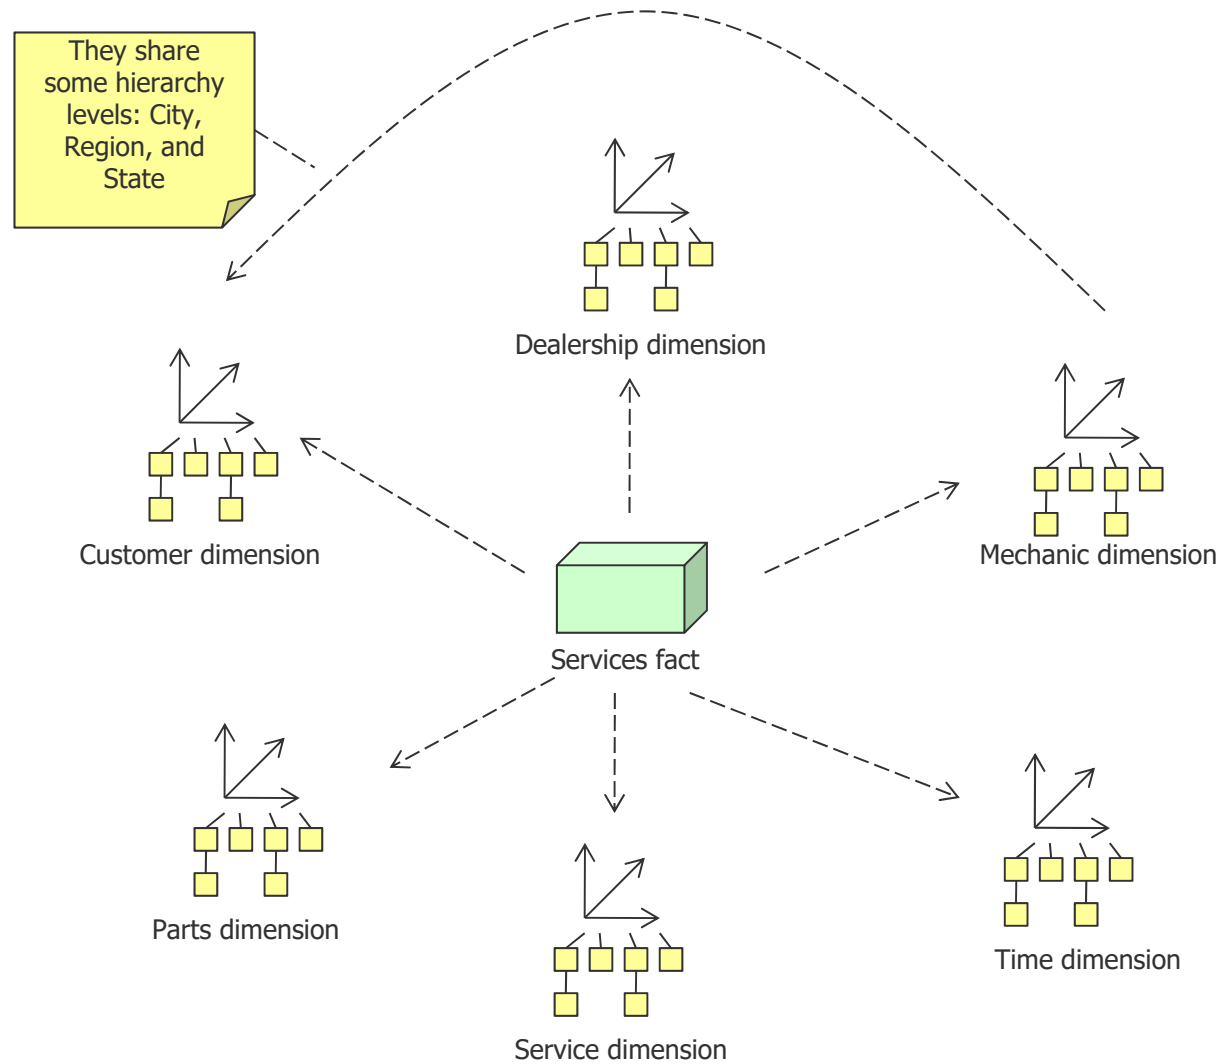 They share
some hierarchy
levels: City,
Region, and
State
Dealership dimension
Customer dimension
Mechanic dimension
Services fact
Parts dimension
Time dimension
Service dimension